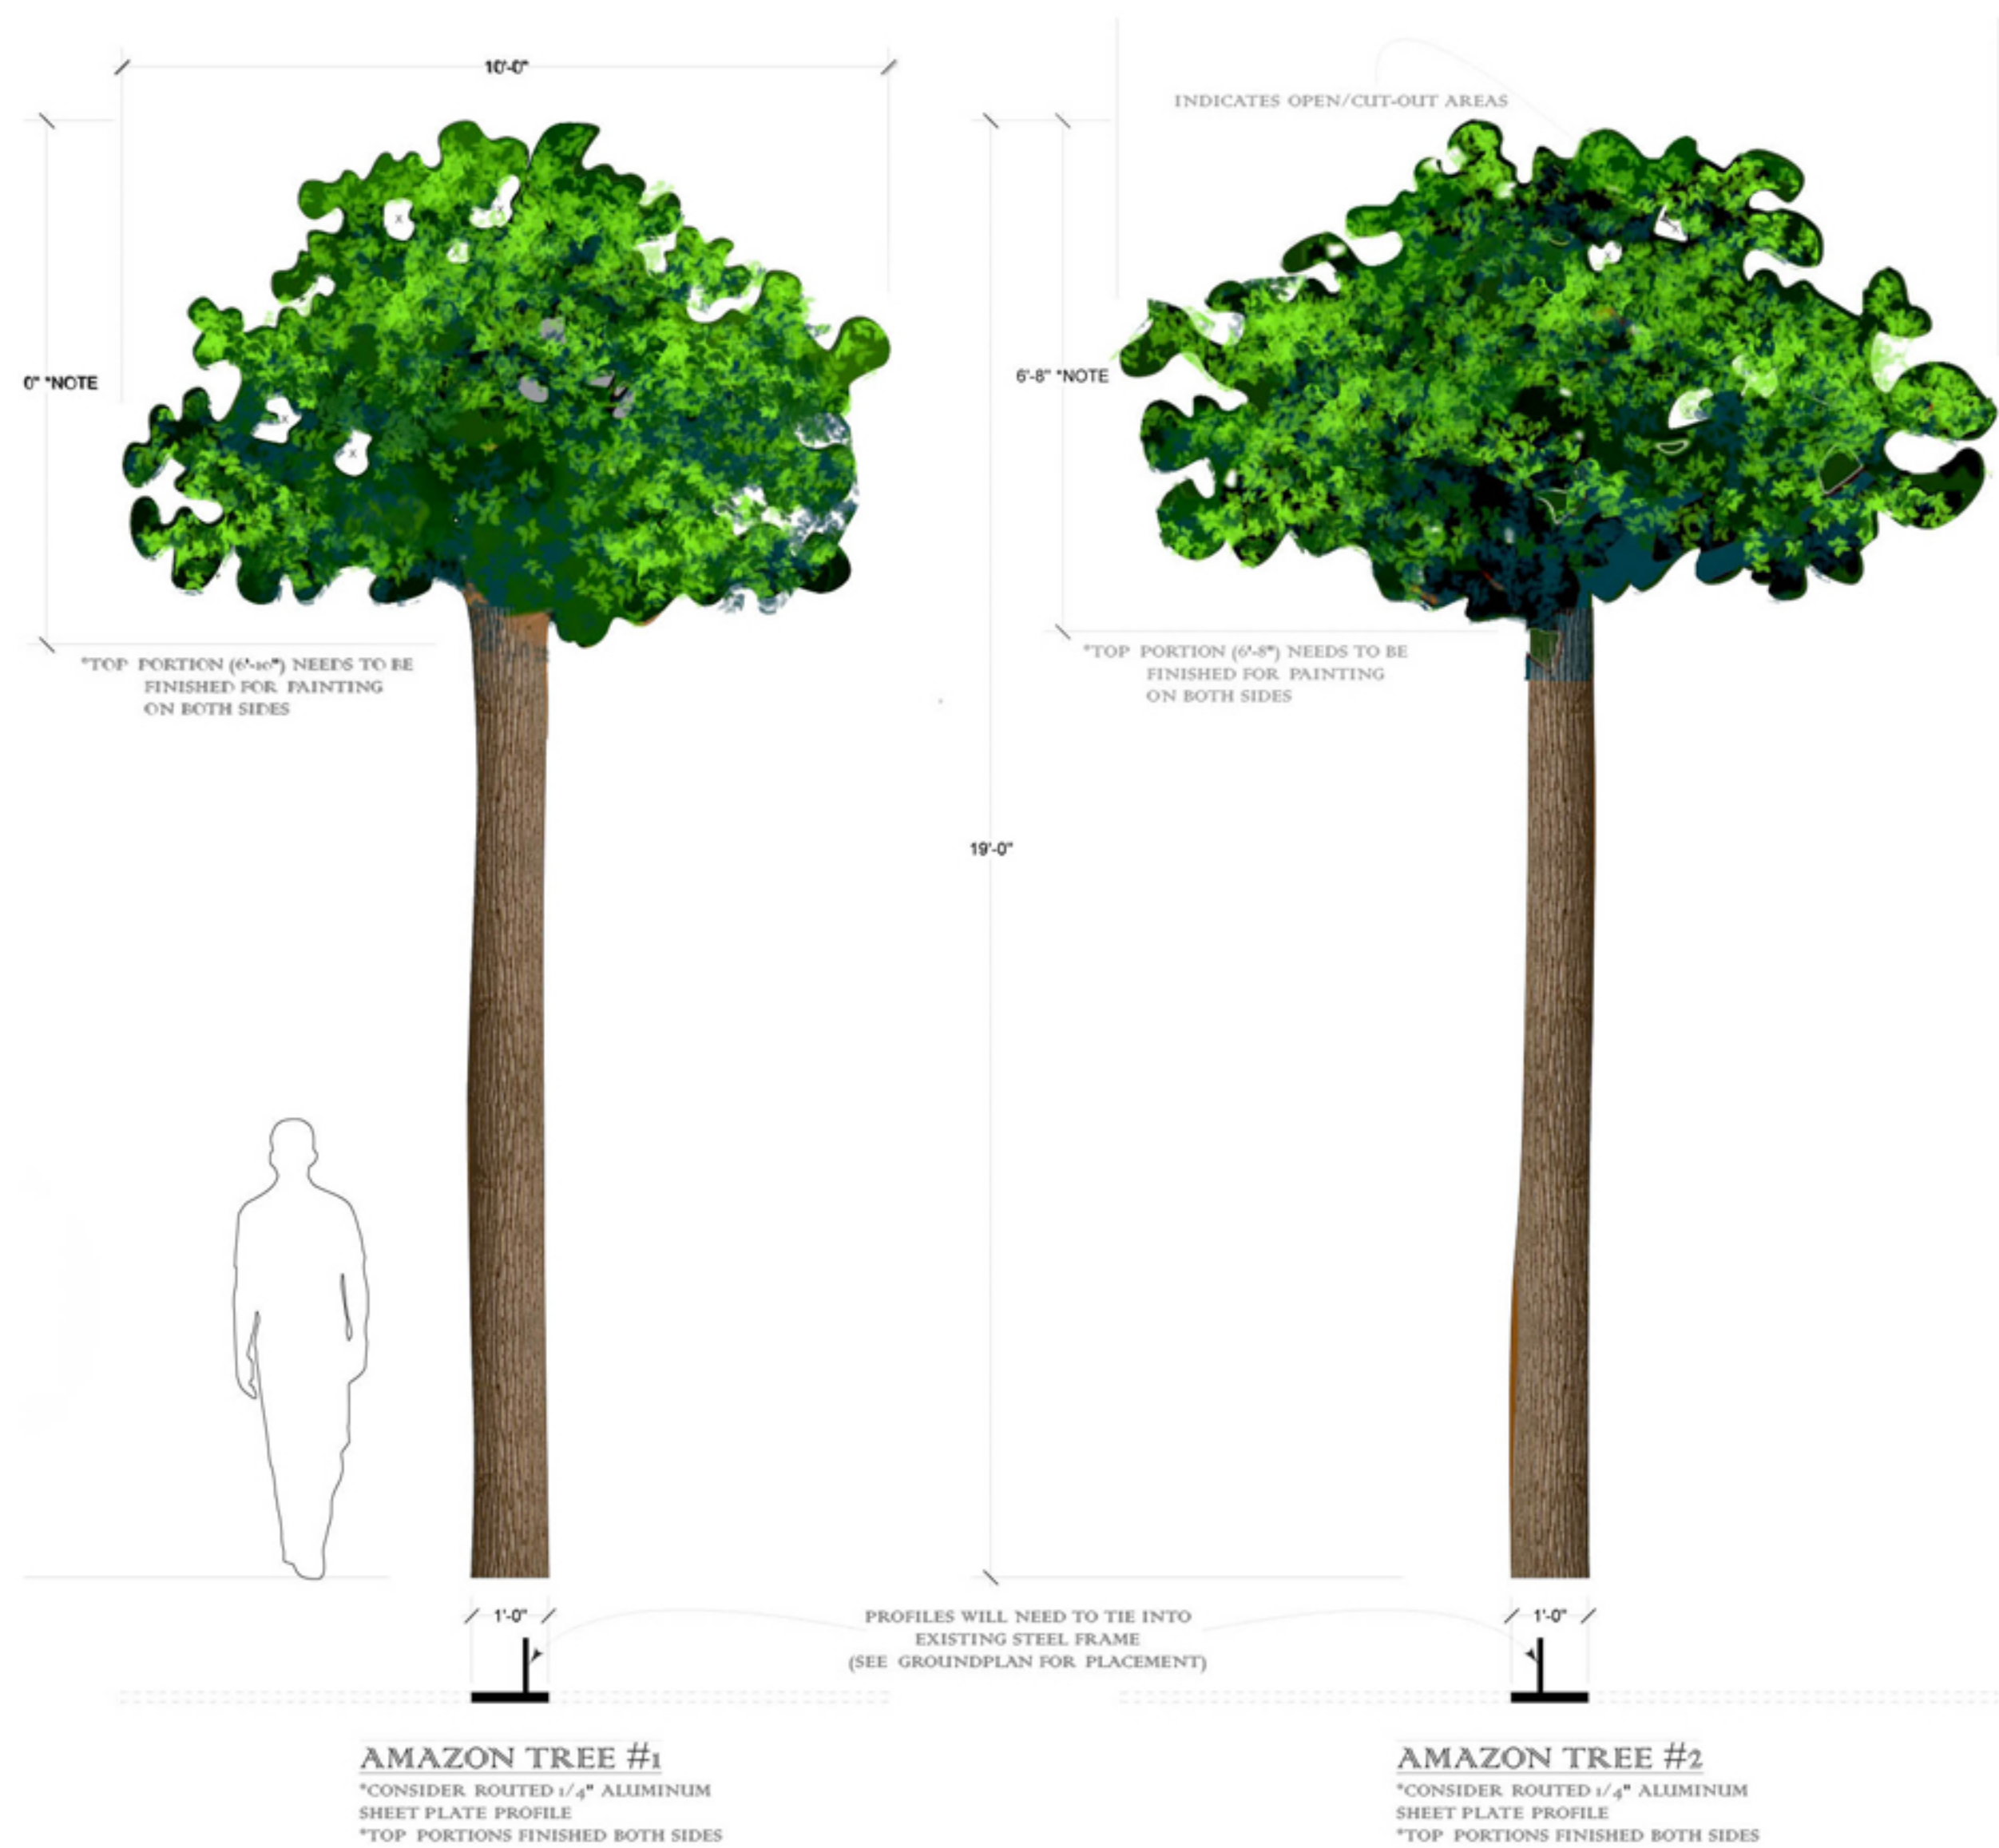 10'-0"
INDICATES OPEN/CUT-OUT AREAS
X
X
X
X
X
X
X
X
0" *NOTE
6'-8" *NOTE
*TOP PORTION (6'-10") NEEDS TO BE
FINISHED FOR PAINTING
ON BOTH SIDES
*TOP PORTION (6'-8") NEEDS TO BE
FINISHED FOR PAINTING
ON BOTH SIDES
19'-0"
1'-0"
PROFILES WILL NEED TO TIE INTO
EXISTING STEEL FRAME
(SEE GROUNDPLAN FOR PLACEMENT)
1'-0"
AMAZON TREE #1
*CONSIDER ROUTED 1/4" ALUMINUM
SHEET PLATE PROFILE
*TOP PORTIONS FINISHED BOTH SIDES
AMAZON TREE #2
*CONSIDER ROUTED 1/4" ALUMINUM
SHEET PLATE PROFILE
*TOP PORTIONS FINISHED BOTH SIDES